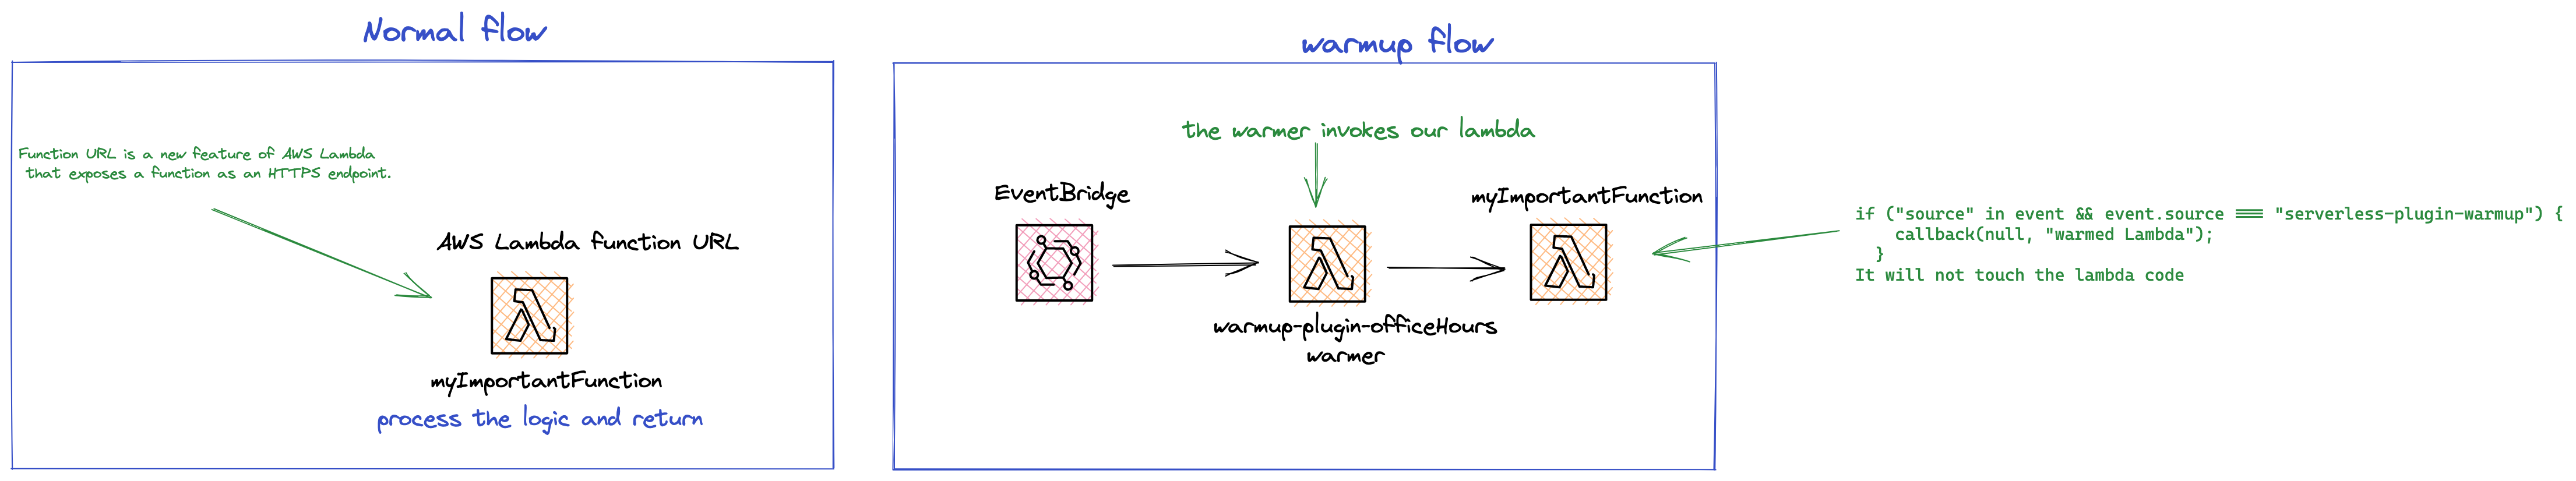 Normal flow
Function URL is a new feature of AWS Lambda
that exposes a function as an HTTPS endpoint.
AWS Lambda function URL
myImportantFunction
process the logic and return
warmup flow
the warmer invokes our lambda
EventBridge
myImportantFunction
warmup-plugin-officeHours
warmer
if ("source" in event && event.source === "serverless-plugin-warmup") {
callback(null, "warmed Lambda");
}
It will not touch the lambda code